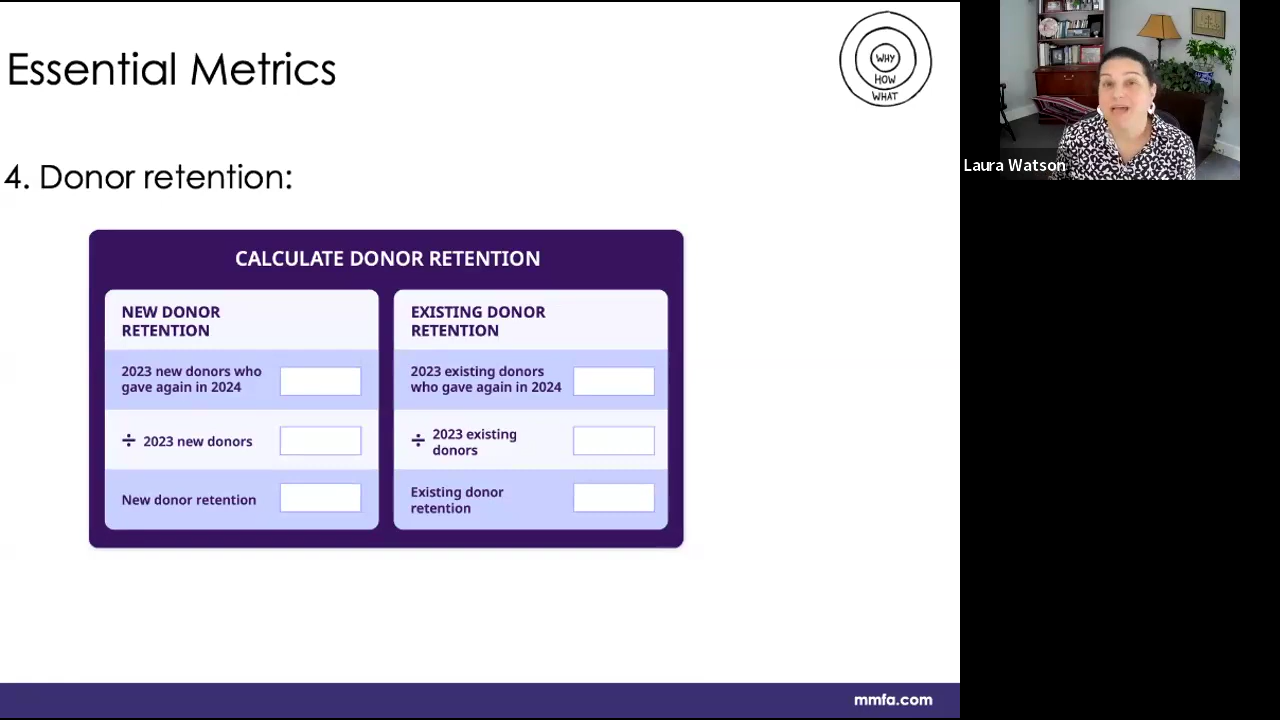 Essential Metrics
WHY
HOW
WHAT
Laura Watson
4. Donor retention:
CALCULATE DONOR RETENTION
NEW DONOR
RETENTION
2023 new donors who
gave again in 2024
÷ 2023 new donors
New donor retention
EXISTING DONOR
RETENTION
2023 existing donors
who gave again in 2024
÷ 2023 existing
donors
Existing donor
retention
mmfa.com